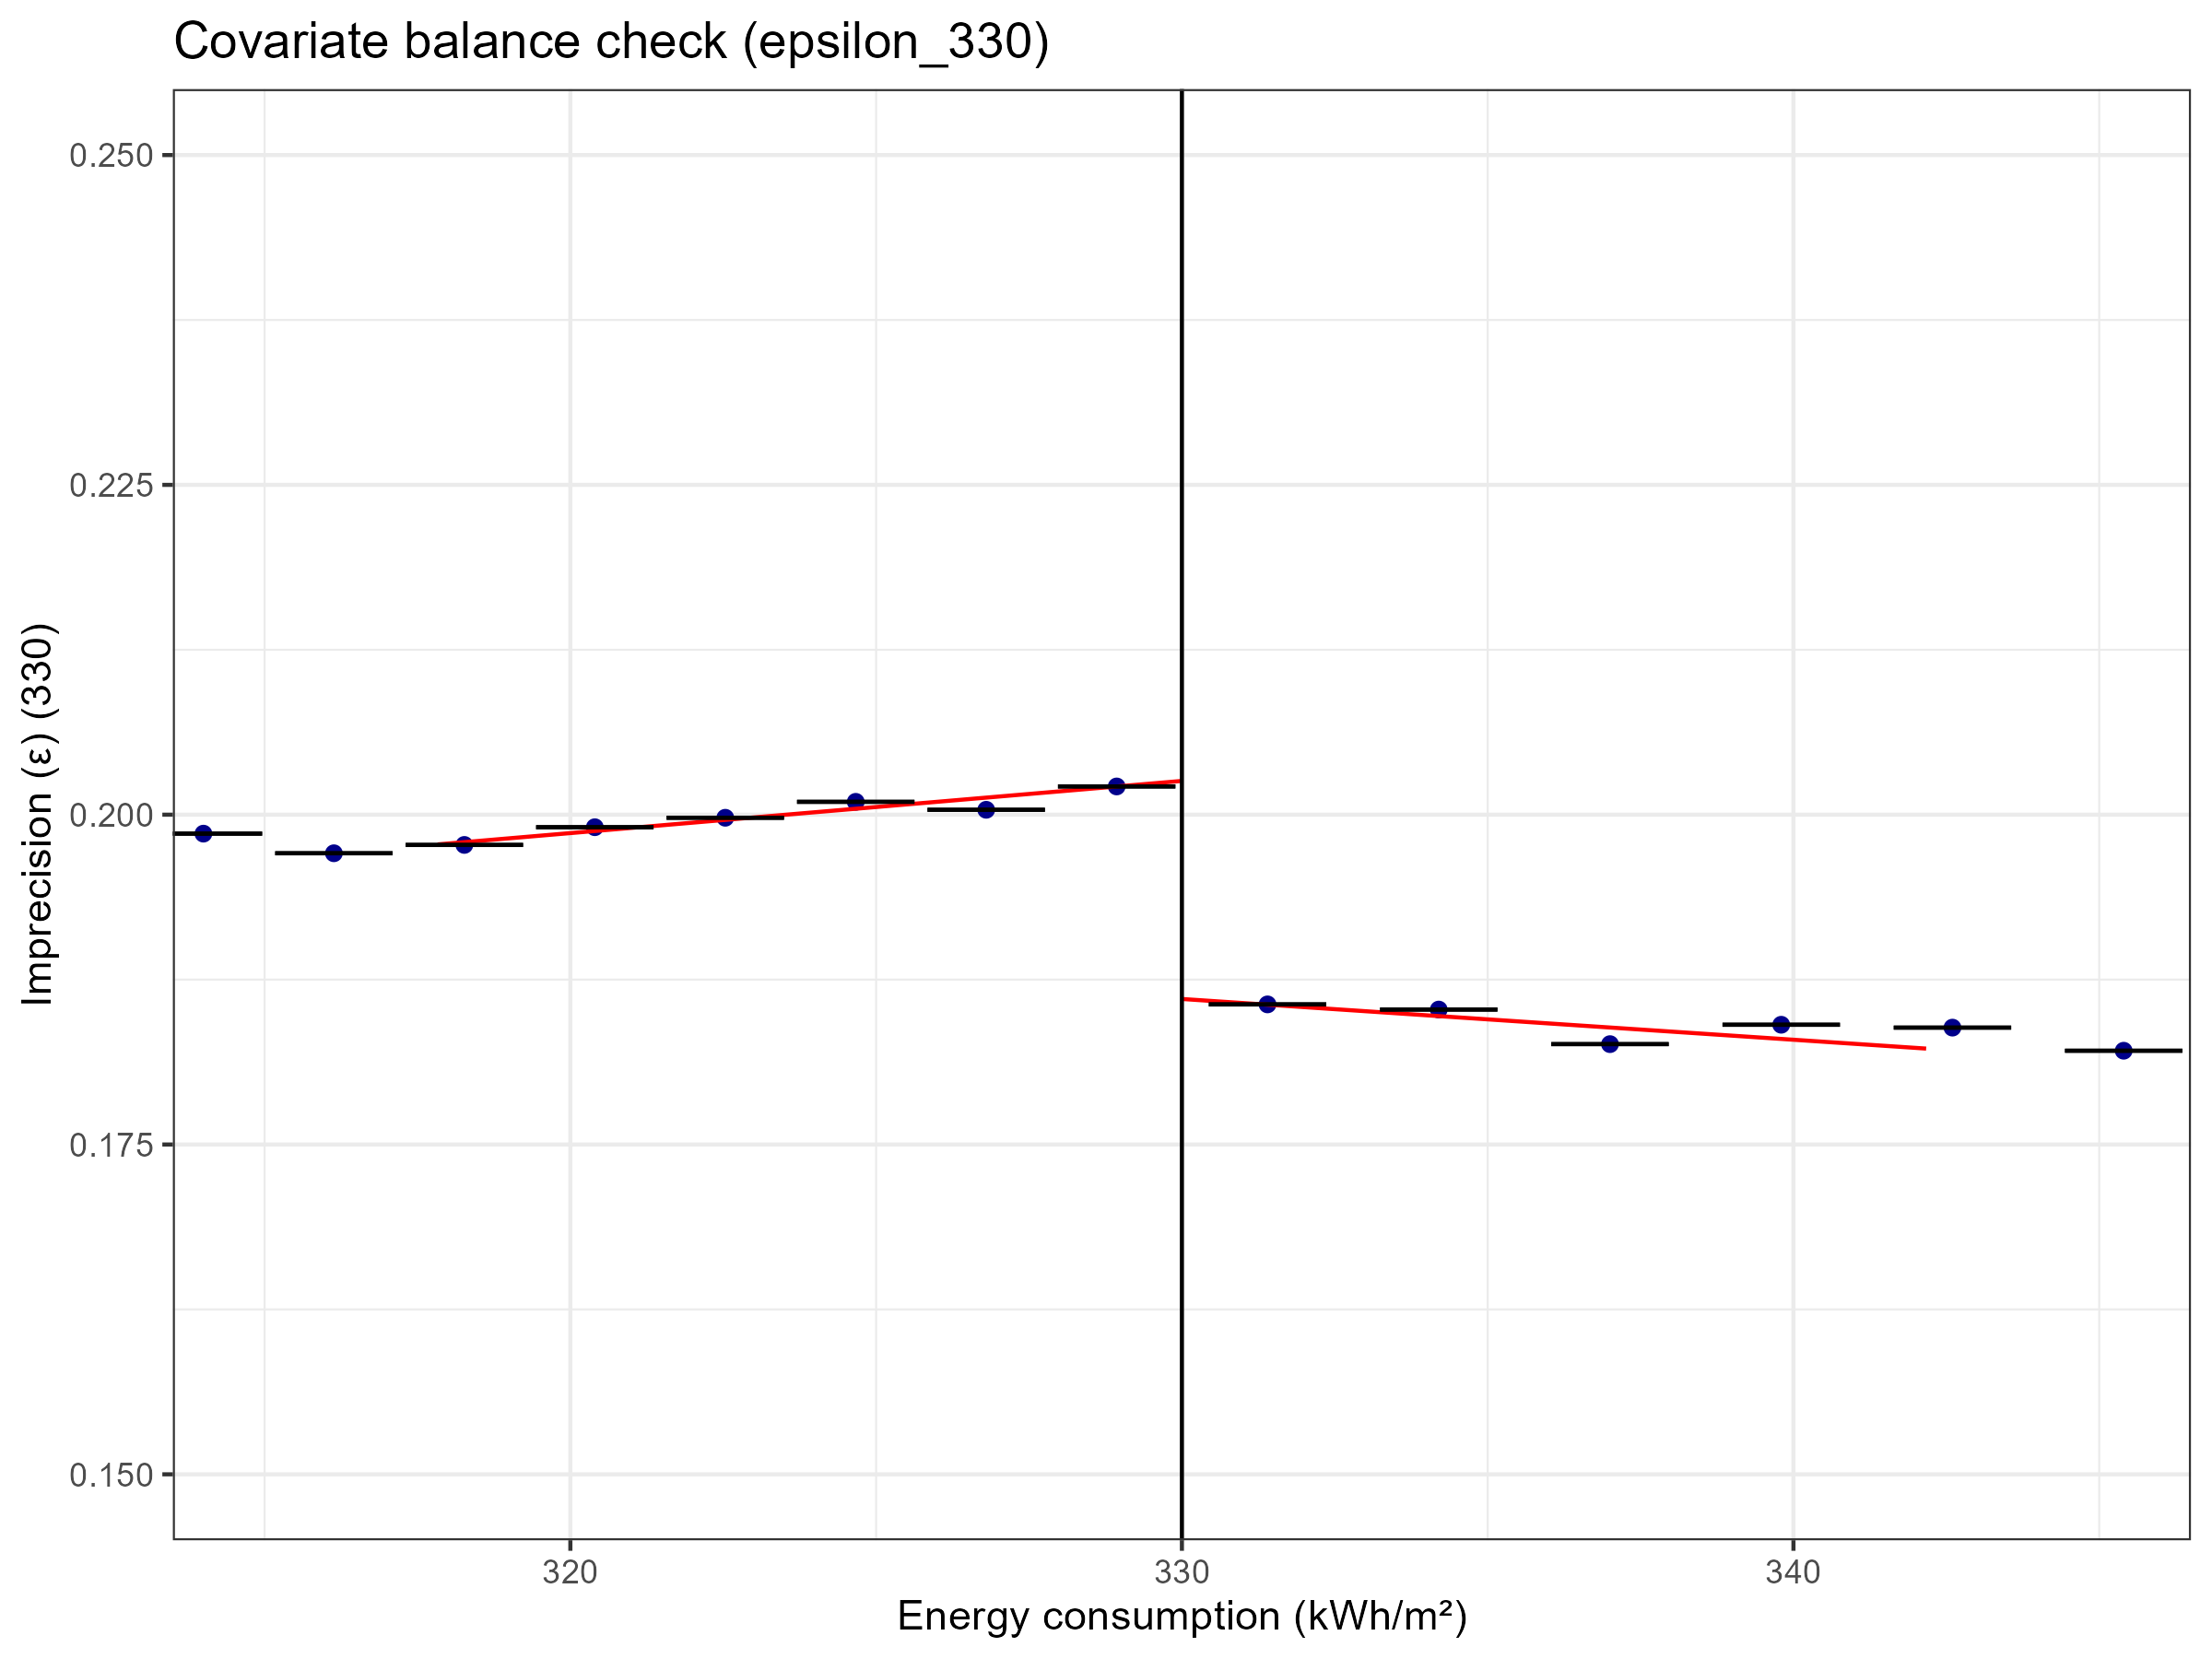 Covariate balance check (epsilon_330)
0.250
0.225
0.200
0.175
0.150
Imprecision (ε) (330)
320
330
340
Energy consumption (kWh/m²)